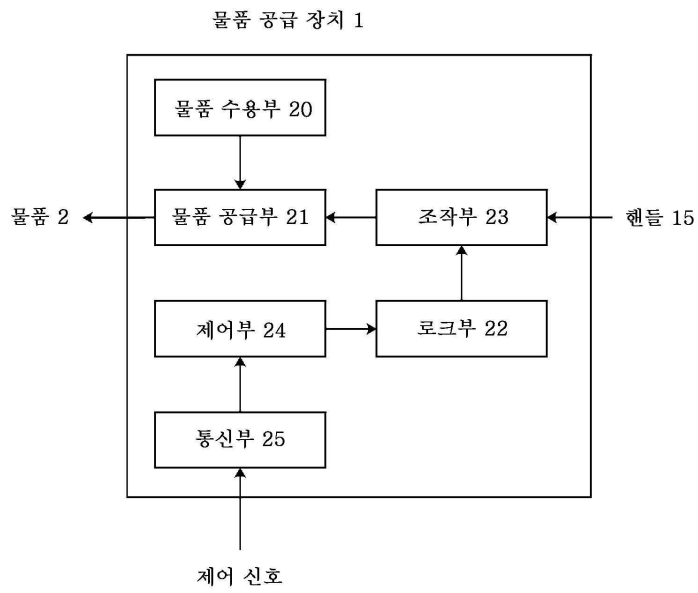 물품 공급 장치 1
물품 수용부 20
물품 2
물품 공급부 21
조작부 23
핸들 15
제어부 24
로크부 22
통신부 25
제어 신호